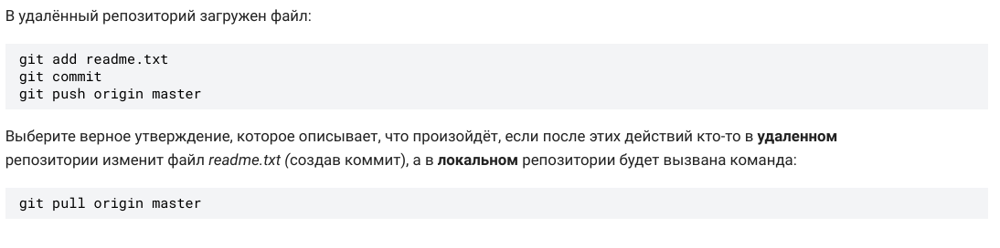 В удалённый репозиторий загружен файл:
git add readme.txt
git commit
git push origin master
Выберите верное утверждение, которое описывает, что произойдёт, если после этих действий кто-то в удаленном
репозитории изменит файл readme.txt (создав коммит), а в локальном репозитории будет вызвана команда:
git pull origin master